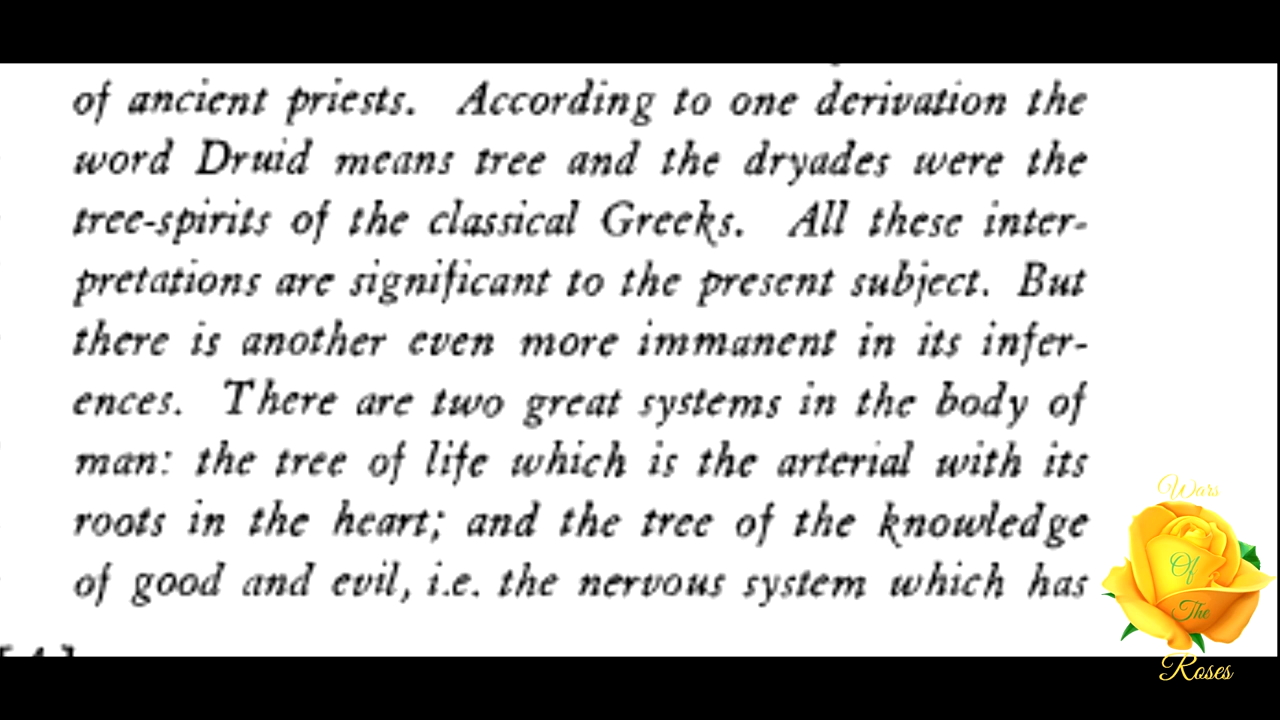 of ancient priests. According to one derivation the
word Druid means tree and the dryades were the
tree-spirits of the classical Greeks. All these inter-
pretations are significant to the present subject. But
there is another even more immanent in its infer-
ences. There are two great systems in the body of
man: the tree of life which is the arterial with its
roots in the heart; and the tree of the knowledge
of good and evil, i.e. the nervous system which has
Wars
Of
The
Roses